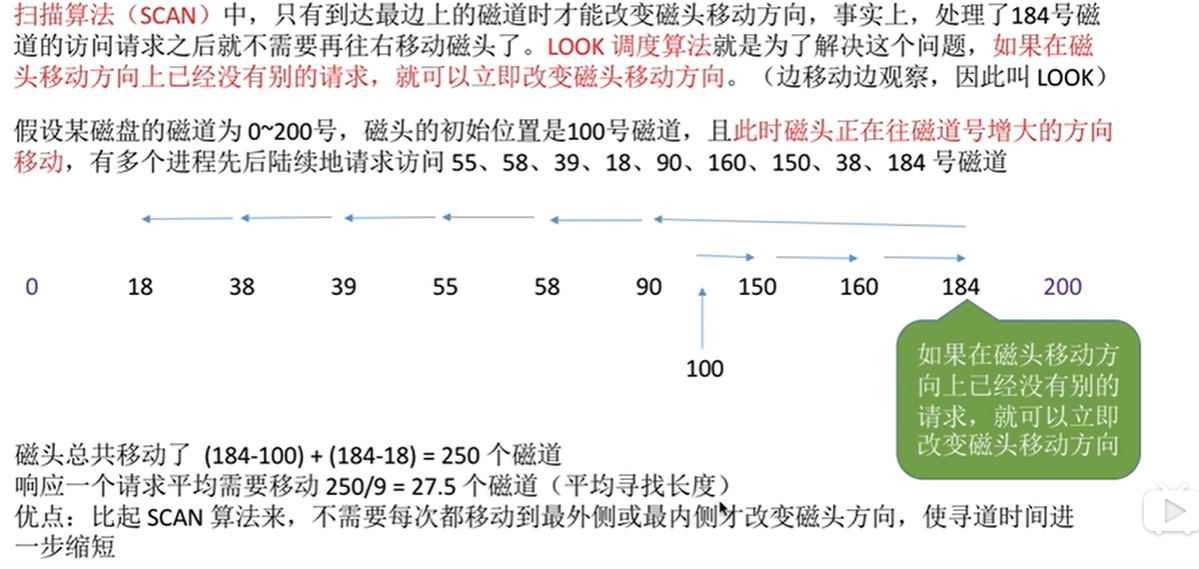 扫描算法（SCAN）中，只有到达最边上的磁道时才能改变磁头移动方向，事实上，处理了184号磁
道的访问请求之后就不需要再往右移动磁头了。LOOK 调度算法就是为了解决这个问题，如果在磁
头移动方向上已经没有别的请求，就可以立即改变磁头移动方向。（边移动边观察，因此叫 LOOK）
假设某磁盘的磁道为 0~200号，磁头的初始位置是100号磁道，且此时磁头正在往磁道号增大的方向
移动，有多个进程先后陆续地请求访问 55、58、39、18、90、160、150、38、184 号磁道
0 18 38 39 55 58 90 150 160 184 200
100
如果在磁头移动方
向上已经没有别的
请求，就可以立即
改变磁头移动方向
磁头总共移动了 (184-100) + (184-18) = 250 个磁道
响应一个请求平均需要移动 250/9 = 27.5 个磁道（平均寻找长度）
优点：比起 SCAN 算法来，不需要每次都移动到最外侧或最内侧才改变磁头方向，使寻道时间进
一步缩短